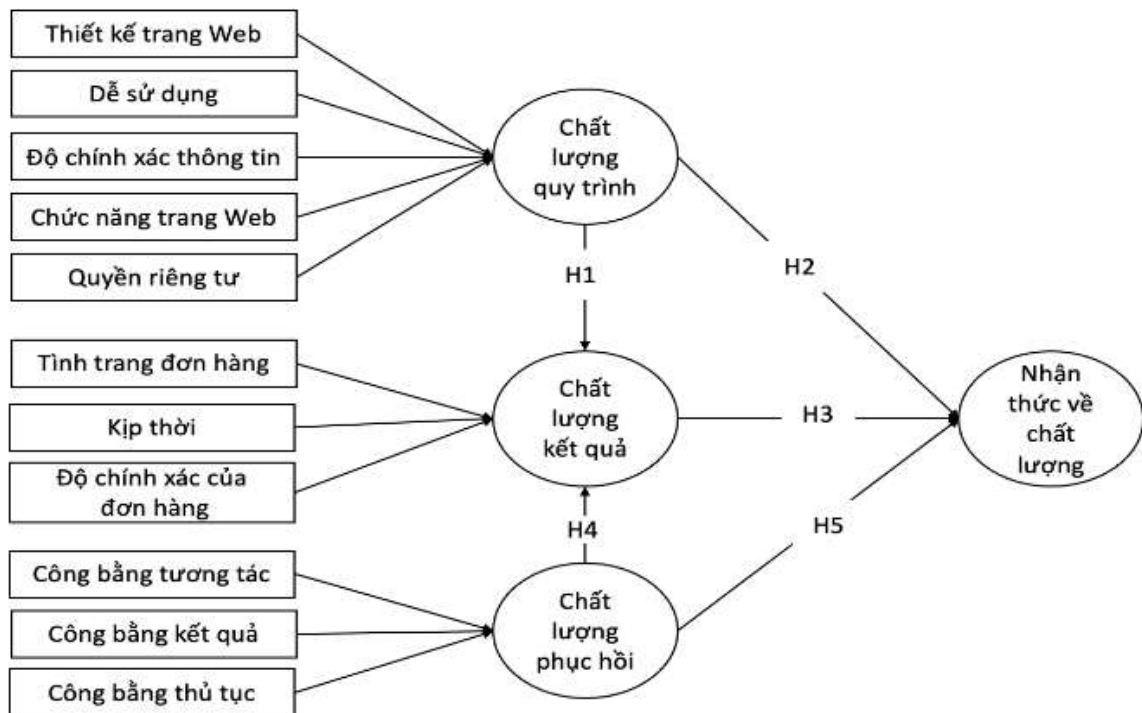 Thiết kế trang Web
Dễ sử dụng
Độ chính xác thông tin
Chức năng trang Web
Quyền riêng tư
Chất
lượng
quy trình
H1
H2
Tình trạng đơn hàng
Kịp thời
Độ chính xác của
đơn hàng
Chất
lượng
kết quả
H3
Nhận
thức về
chất
lượng
H4
H5
Công bằng tương tác
Công bằng kết quả
Công bằng thủ tục
Chất
lượng
phục hồi